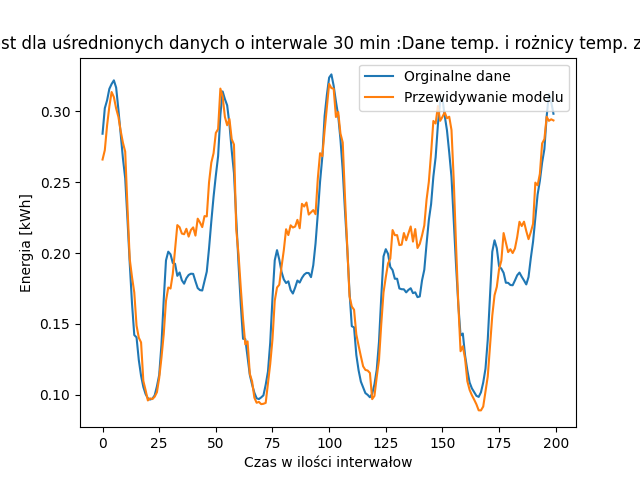 st dla uśrednionych danych o interwale 30 min :Dane temp. i rożnicy temp. z
Orginalne dane
Przewidywanie modelu
Energia [kWh]
0.30
0.25
0.20
0.15
0.10
0 25 50 75 100 125 150 175 200
Czas w ilości interwałow